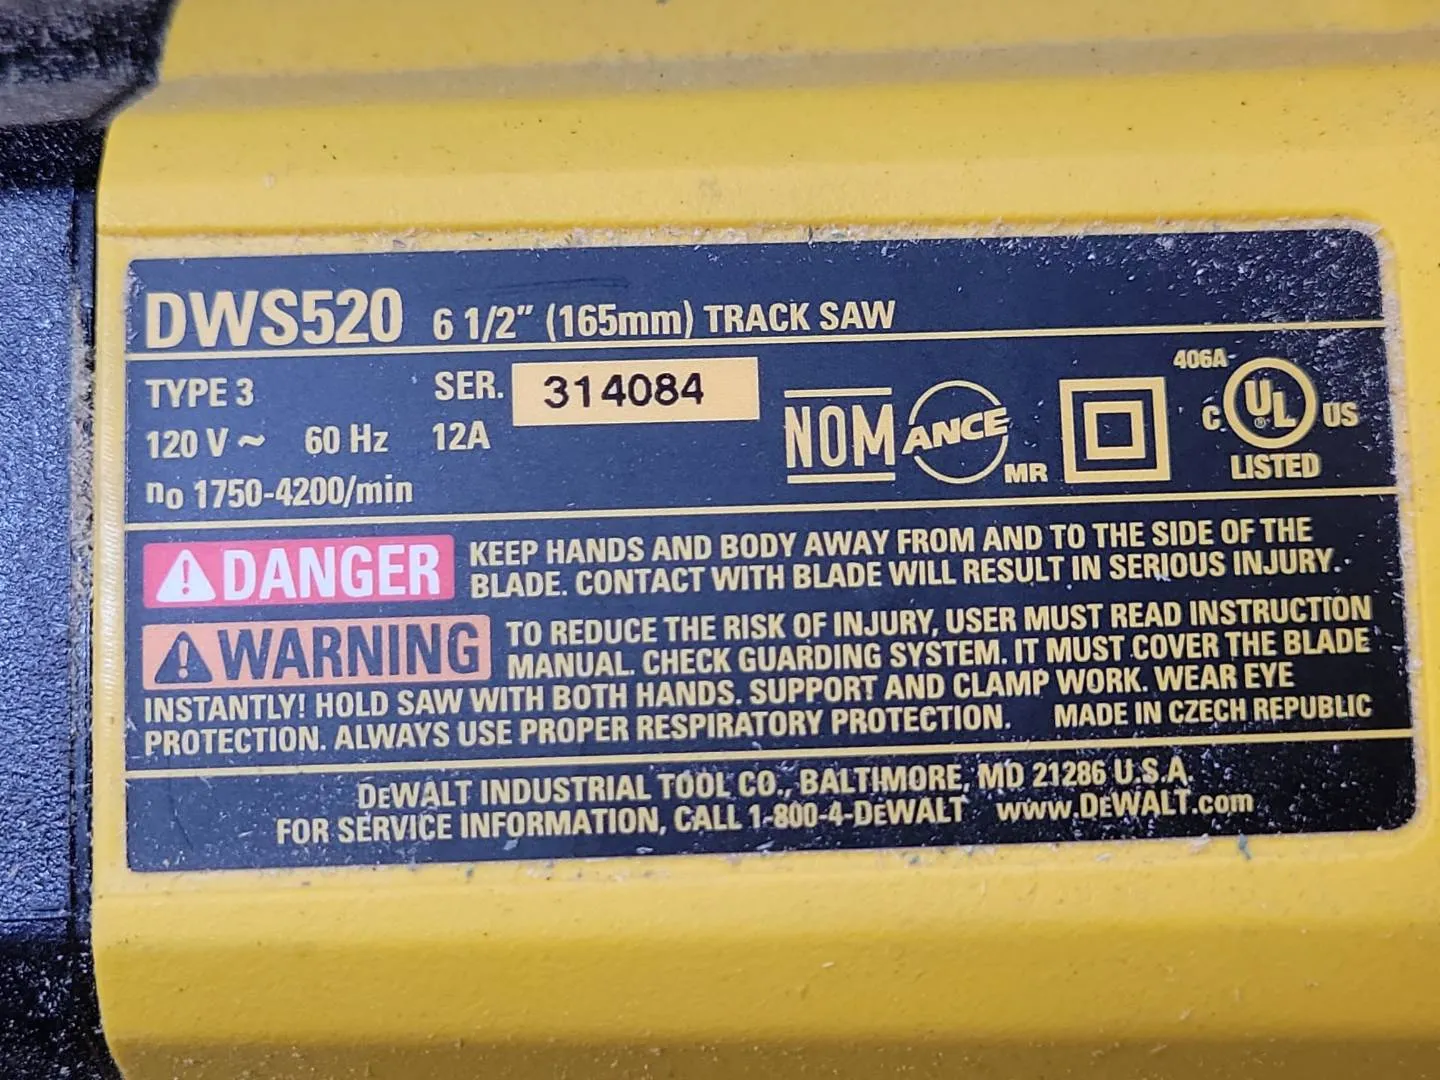 DWS520 6 1/2" (165mm) TRACK SAW
TYPE 3 SER. 314084
120 V ~ 60 Hz 12A
no 1750-4200/min
NOM ANCE MR
406A
C UL ® US
LISTED
DANGER KEEP HANDS AND BODY AWAY FROM AND TO THE SIDE OF THE
BLADE. CONTACT WITH BLADE WILL RESULT IN SERIOUS INJURY.
WARNING TO REDUCE THE RISK OF INJURY, USER MUST READ INSTRUCTION
MANUAL. CHECK GUARDING SYSTEM. IT MUST COVER THE BLADE
INSTANTLY! HOLD SAW WITH BOTH HANDS. SUPPORT AND CLAMP WORK. WEAR EYE
PROTECTION. ALWAYS USE PROPER RESPIRATORY PROTECTION. MADE IN CZECH REPUBLIC
DEWALT INDUSTRIAL TOOL CO., BALTIMORE, MD 21286 U.S.A.
FOR SERVICE INFORMATION, CALL 1-800-4-DEWALT www.DEWALT.com